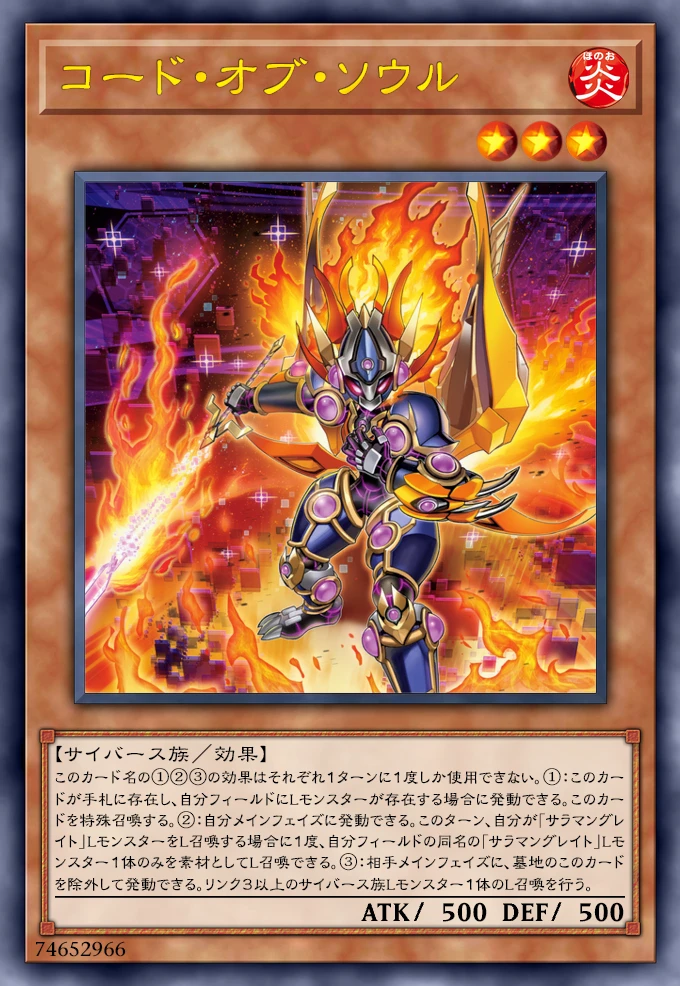 コード・オブ・ソウル
ほのお
炎
【サイバース族／効果】
このカード名の①②③の効果はそれぞれ1ターンに1度しか使用できない。①：このカー
ドが手札に存在し、自分フィールドにLモンスターが存在する場合に発動できる。このカー
ドを特殊召喚する。②：自分メインフェイズに発動できる。このターン、自分が「サラマングレ
イト」LモンスターをL召喚する場合に1度、自分フィールドの同名の「サラマングレイト」Lモ
ンスター1体のみを素材としてL召喚できる。③：相手メインフェイズに、墓地のこのカード
を除外して発動できる。リンク3以上のサイバース族Lモンスター1体のL召喚を行う。
ATK/ 500 DEF/ 500
74652966